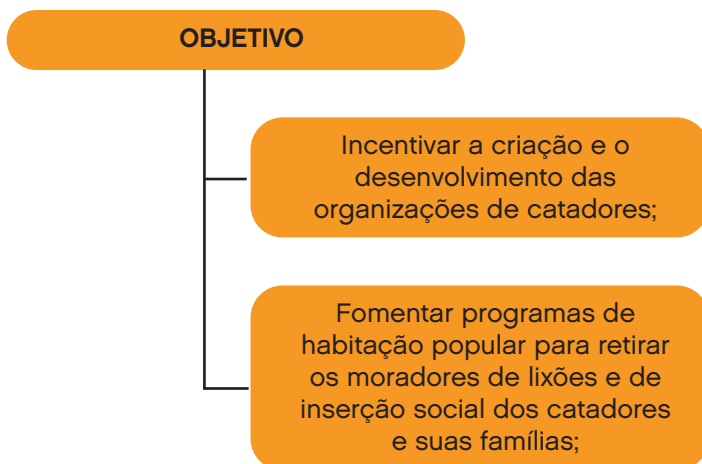 OBJETIVO
Incentivar a criação e o
desenvolvimento das
organizações de catadores;
Fomentar programas de
habitação popular para retirar
os moradores de lixões e de
inserção social dos catadores
e suas famílias;